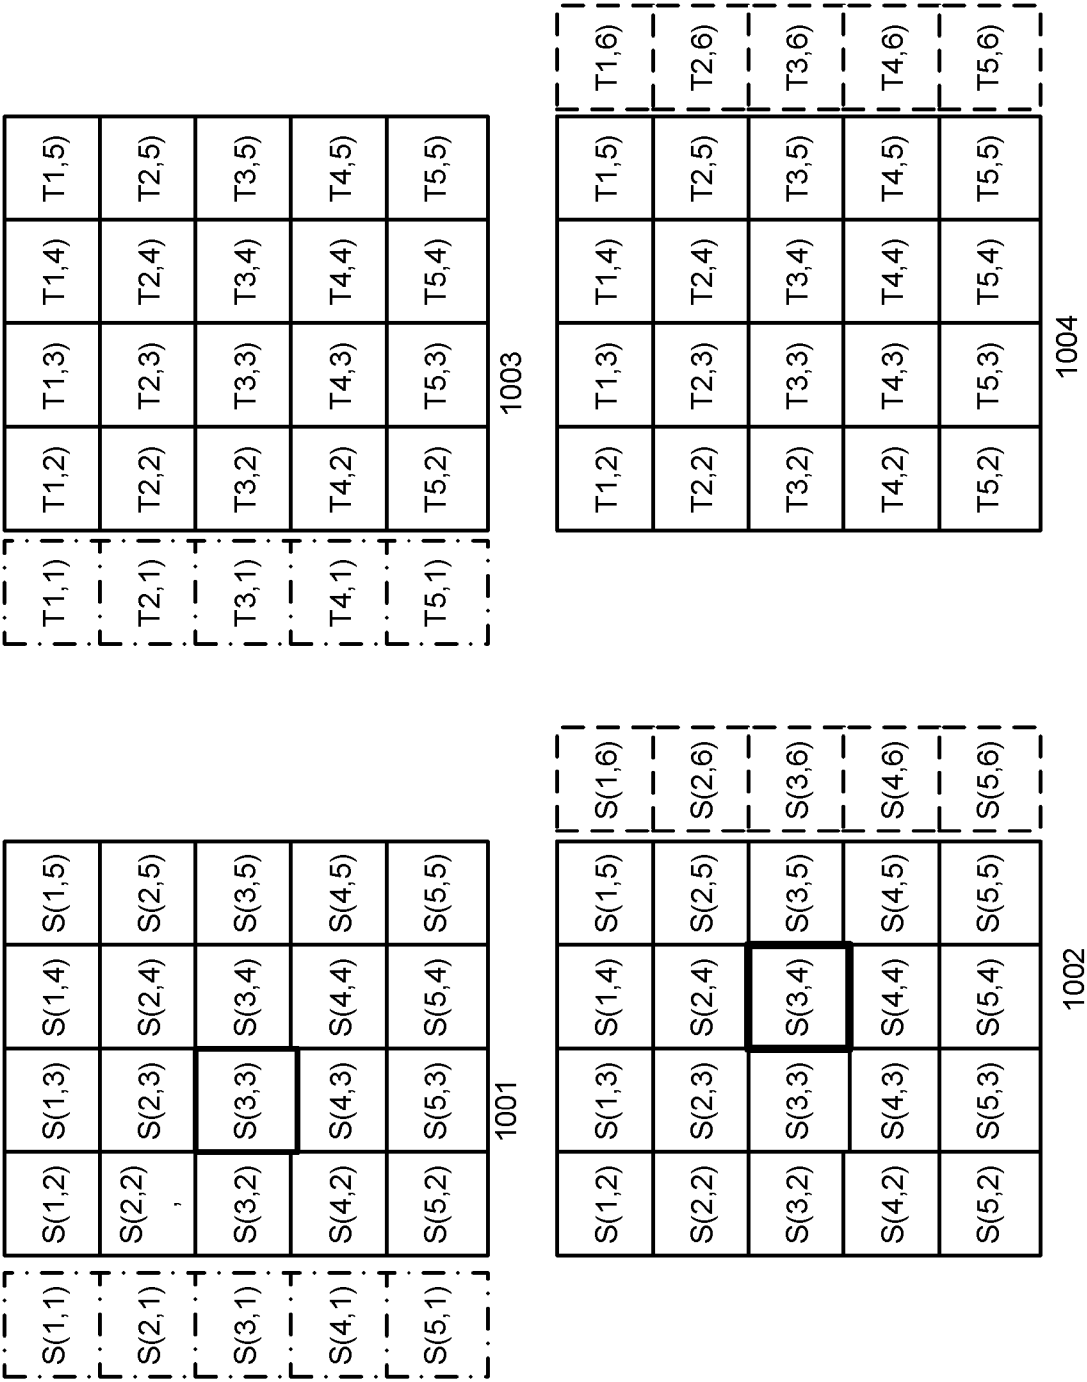 S(1,1) S(1,2) S(1,3) S(1,4) S(1,5)
S(2,1) S(2,2) S(2,3) S(2,4) S(2,5)
,
S(3,1) S(3,2) S(3,3) S(3,4) S(3,5)
S(4,1) S(4,2) S(4,3) S(4,4) S(4,5)
S(5,1) S(5,2) S(5,3) S(5,4) S(5,5)
1001
T1,1) T1,2) T1,3) T1,4) T1,5)
T2,1) T2,2) T2,3) T2,4) T2,5)
T3,1) T3,2) T3,3) T3,4) T3,5)
T4,1) T4,2) T4,3) T4,4) T4,5)
T5,1) T5,2) T5,3) T5,4) T5,5)
1003
S(1,2) S(1,3) S(1,4) S(1,5) S(1,6)
S(2,2) S(2,3) S(2,4) S(2,5) S(2,6)
S(3,2) S(3,3) S(3,4) S(3,5) S(3,6)
S(4,2) S(4,3) S(4,4) S(4,5) S(4,6)
S(5,2) S(5,3) S(5,4) S(5,5) S(5,6)
1002
T1,2) T1,3) T1,4) T1,5) T1,6)
T2,2) T2,3) T2,4) T2,5) T2,6)
T3,2) T3,3) T3,4) T3,5) T3,6)
T4,2) T4,3) T4,4) T4,5) T4,6)
T5,2) T5,3) T5,4) T5,5) T5,6)
1004